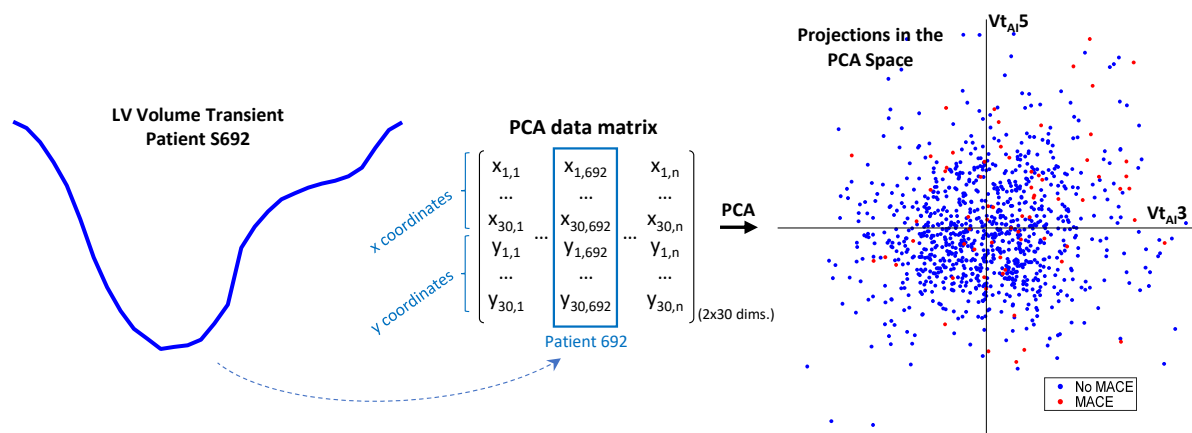 LV Volume Transient
Patient S692
PCA data matrix
x coordinates
y coordinates
x1,1 x1,692 x1,n
... ... ...
x30,1 x30,692 x30,n
... ...
y1,1 y1,692 y1,n
... ... ...
y30,1 y30,692 y30,n
(2x30 dims.)
Patient 692
PCA
Projections in the
PCA Space
VtAI5
VtAI3
No MACE
MACE